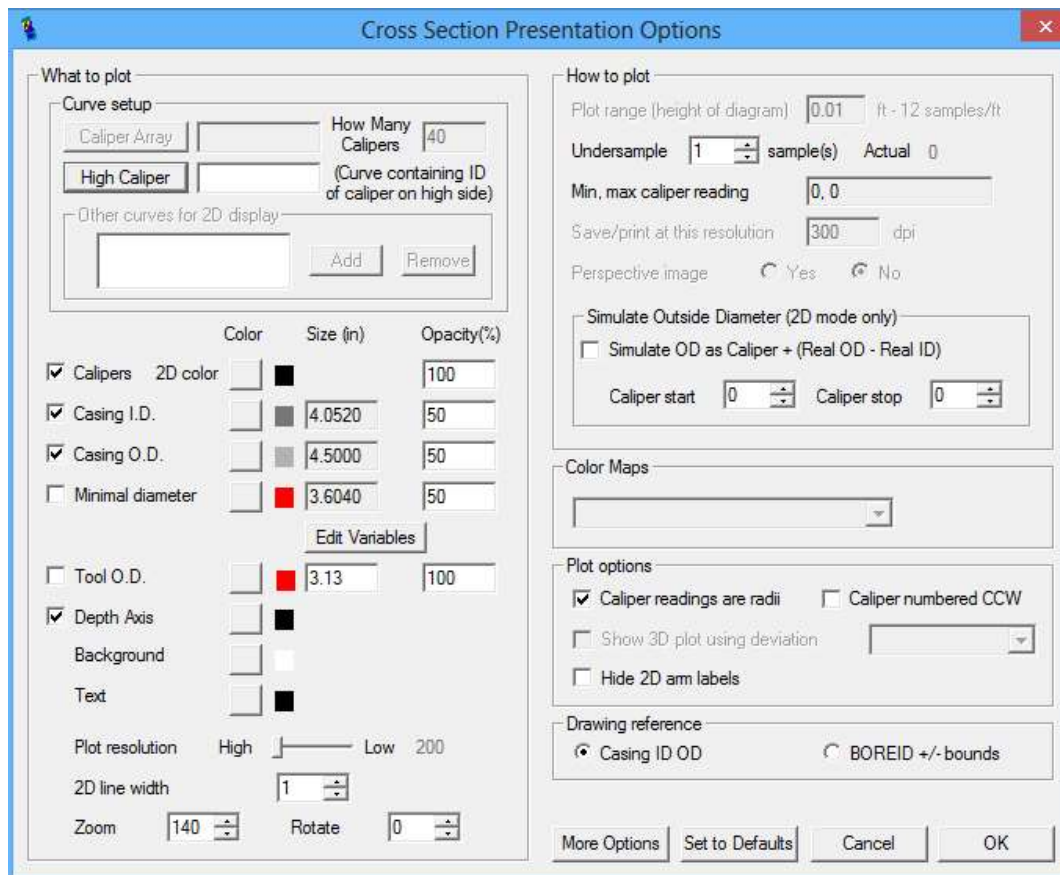 Cross Section Presentation Options
What to plot
Curve setup
Caliper Array How Many Calipers 40
High Caliper (Curve containing ID of caliper on high side)
Other curves for 2D display
Add Remove
Color Size (in) Opacity(%)
Calipers 2D color 100
Casing I.D. 4.0520 50
Casing O.D. 4.5000 50
Minimal diameter 3.6040 50
Edit Variables
Tool O.D. 3.13 100
Depth Axis
Background
Text
Plot resolution High Low 200
2D line width 1
Zoom 140 Rotate 0
How to plot
Plot range (height of diagram) 0.01 ft - 12 samples/ft
Undersample 1 sample(s) Actual 0
Min, max caliper reading 0, 0
Save/print at this resolution 300 dpi
Perspective image Yes No
Simulate Outside Diameter (2D mode only)
Simulate OD as Caliper + (Real OD - Real ID)
Caliper start 0 Caliper stop 0
Color Maps
Plot options
Caliper readings are radii Caliper numbered CCW
Show 3D plot using deviation
Hide 2D arm labels
Drawing reference
Casing ID OD BOREID +/- bounds
More Options Set to Defaults Cancel OK